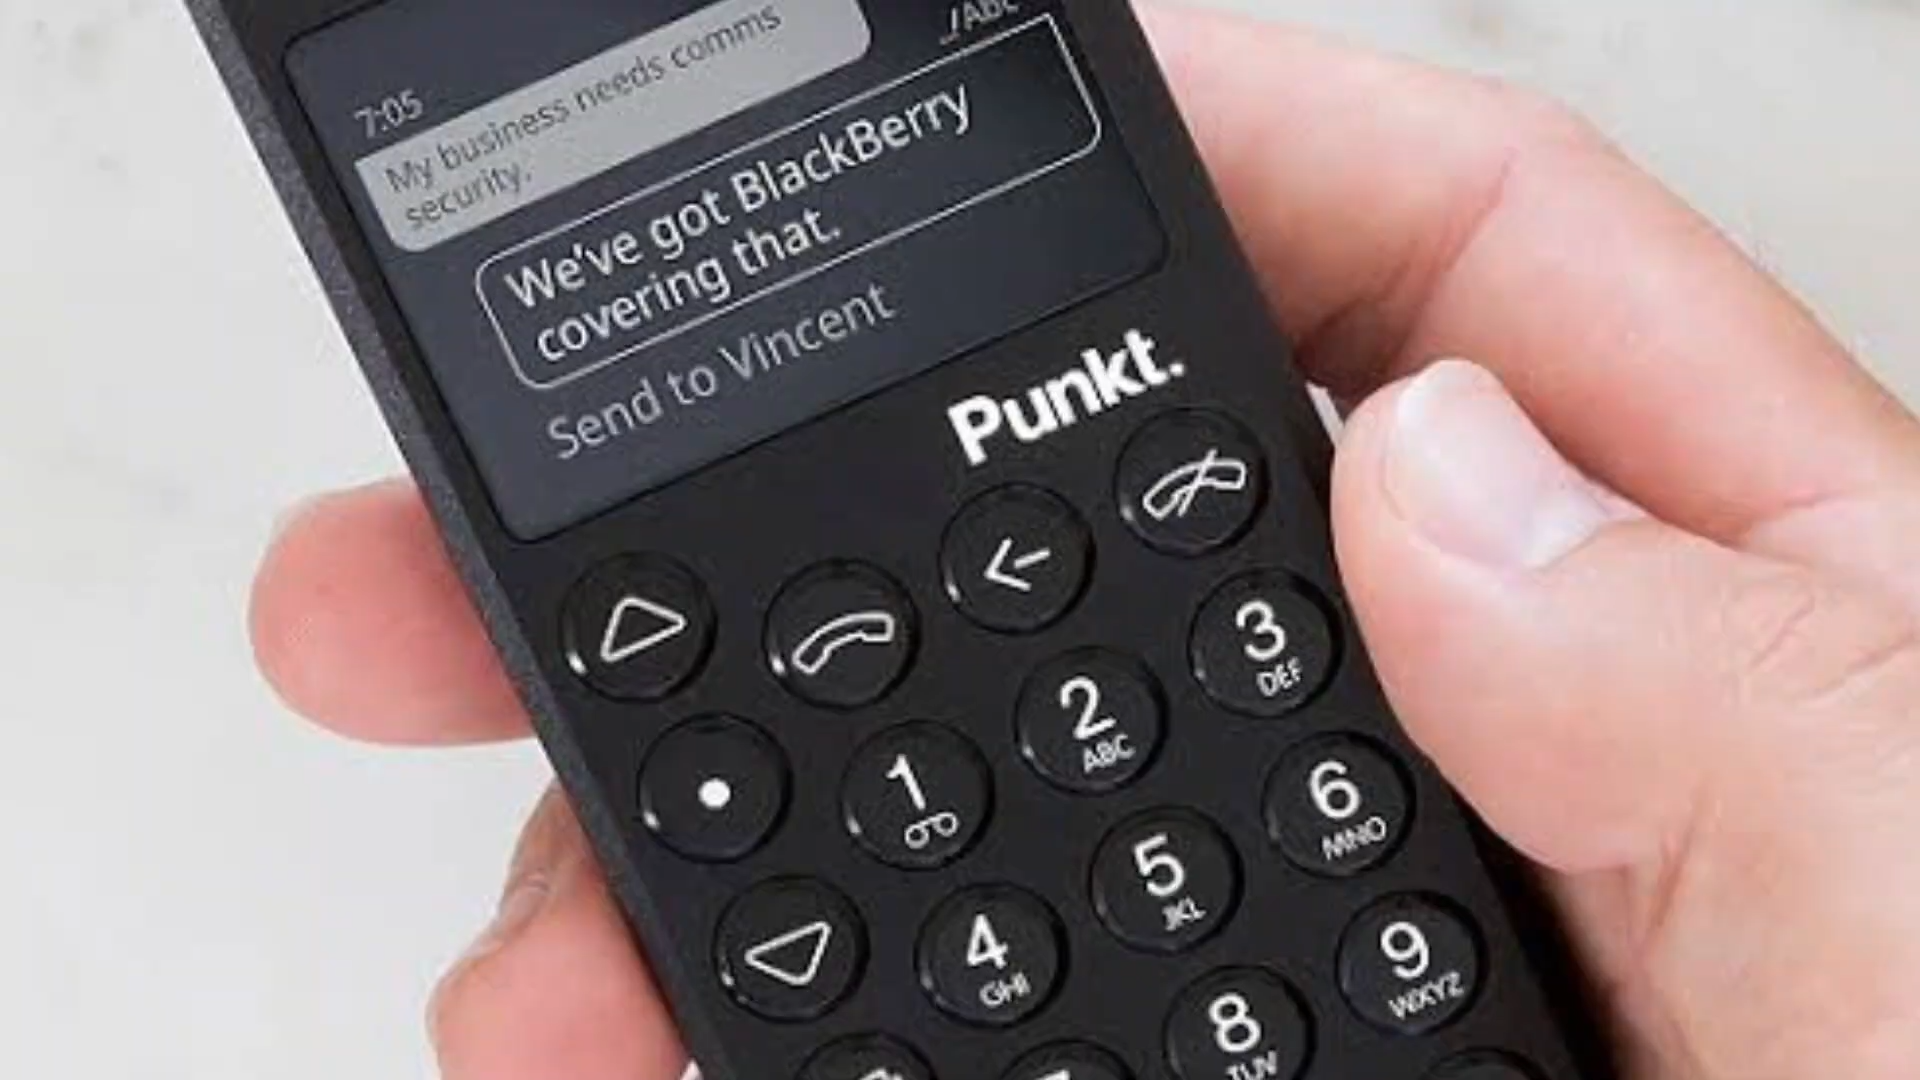 7:05
_/Abc
My business needs comms
security.
We've got BlackBerry
covering that.
Send to Vincent
Punkt.
1
2
ABC
3
DEF
4
GHI
5
JKL
6
MNO
8
TUV
9
WXYZ